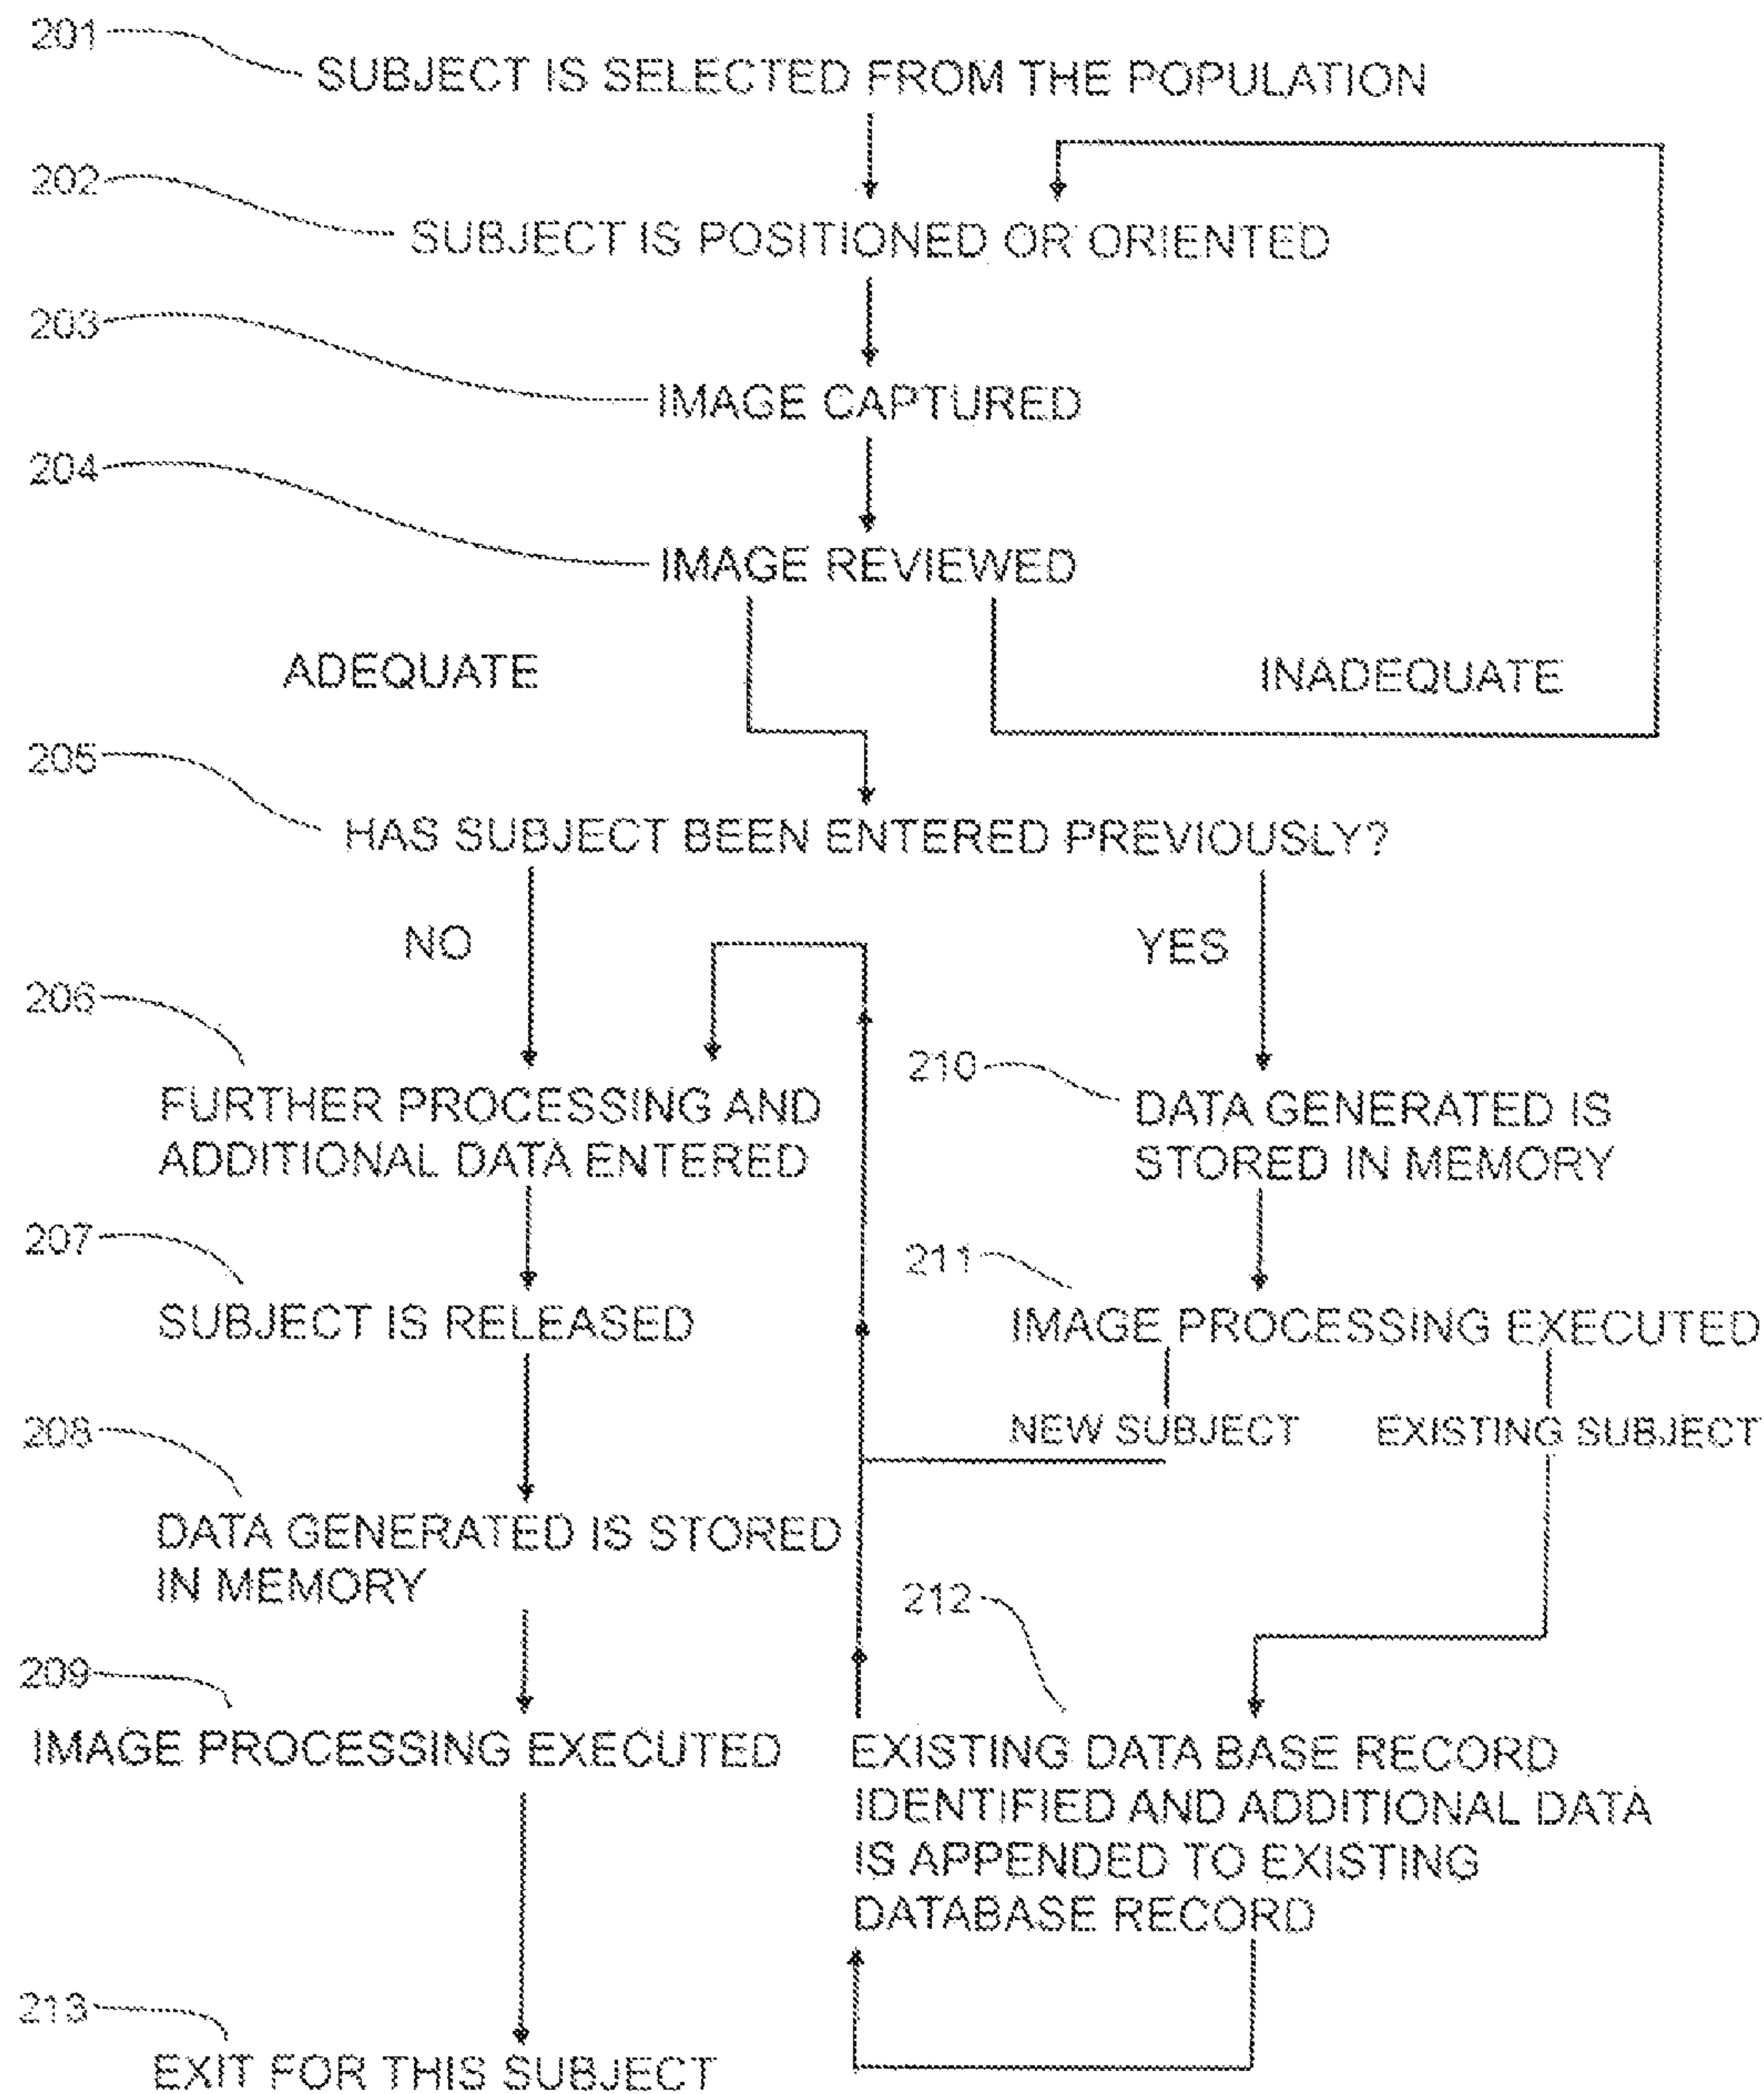 201
SUBJECT IS SELECTED FROM THE POPULATION
202
SUBJECT IS POSITIONED OR ORIENTED
203
IMAGE CAPTURED
204
IMAGE REVIEWED
ADEQUATE
INADEQUATE
205
HAS SUBJECT BEEN ENTERED PREVIOUSLY?
NO
YES
206
FURTHER PROCESSING AND
ADDITIONAL DATA ENTERED
210
DATA GENERATED IS
STORED IN MEMORY
207
SUBJECT IS RELEASED
211
IMAGE PROCESSING EXECUTED
NEW SUBJECT
EXISTING SUBJECT
208
DATA GENERATED IS STORED
IN MEMORY
212
209
IMAGE PROCESSING EXECUTED
EXISTING DATA BASE RECORD
IDENTIFIED AND ADDITIONAL DATA
IS APPENDED TO EXISTING
DATABASE RECORD
213
EXIT FOR THIS SUBJECT